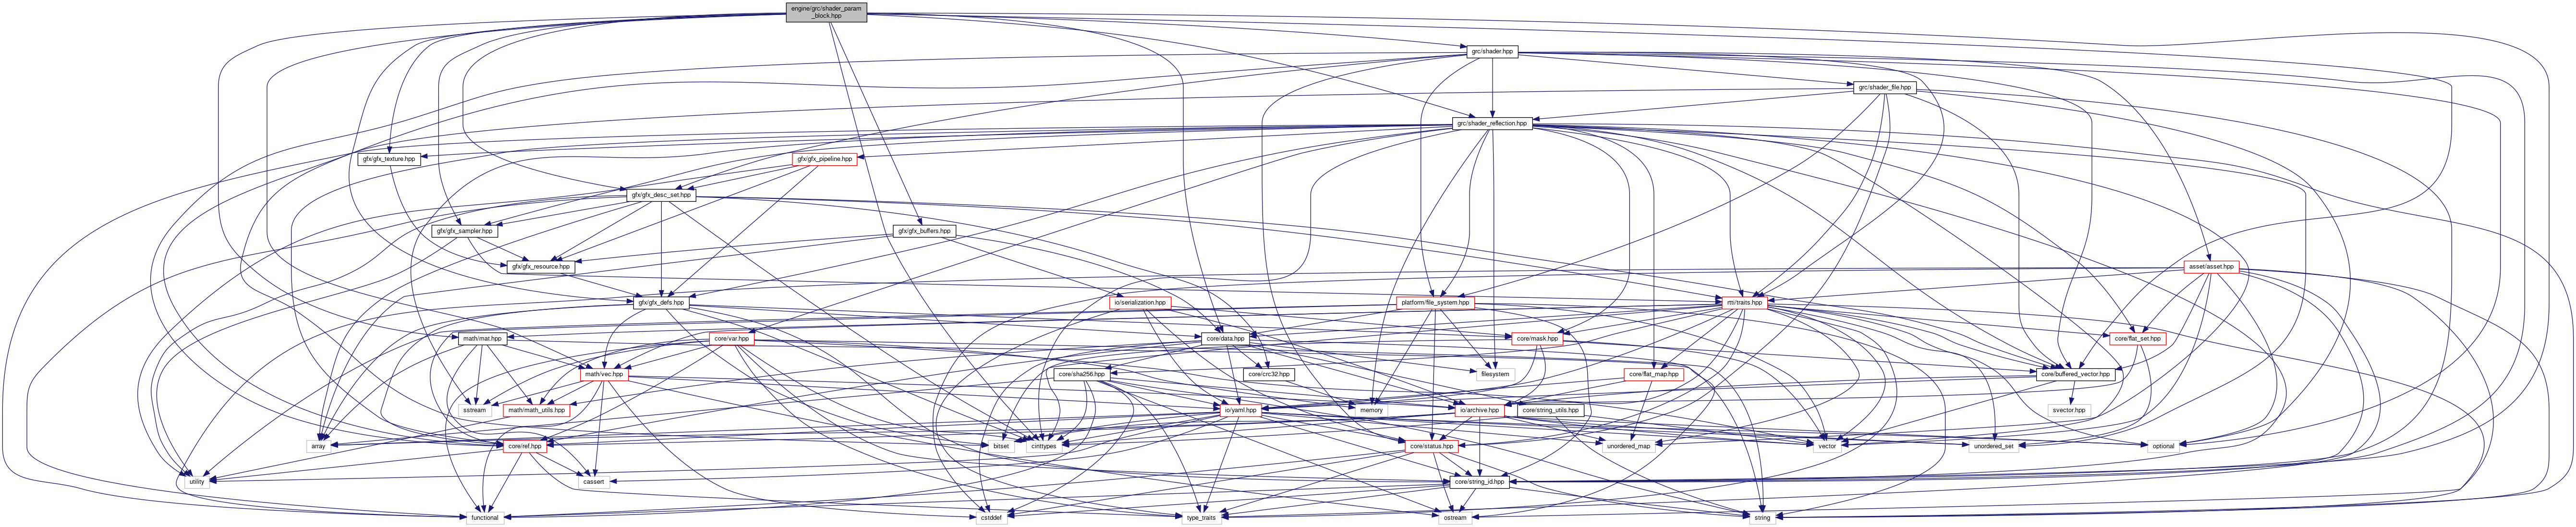 engine/grc/shader_param
_block.hpp
grc/shader.hpp
grc/shader_file.hpp
grc/shader_reflection.hpp
gfx/gfx_texture.hpp
gfx/gfx_pipeline.hpp
gfx/gfx_desc_set.hpp
gfx/gfx_sampler.hpp
gfx/gfx_buffers.hpp
gfx/gfx_resource.hpp
asset/asset.hpp
gfx/gfx_defs.hpp
io/serialization.hpp
platform/file_system.hpp
rtti/traits.hpp
math/mat.hpp
core/var.hpp
core/data.hpp
core/mask.hpp
core/flat_set.hpp
math/vec.hpp
core/sha256.hpp
core/crc32.hpp
filesystem
core/flat_map.hpp
core/buffered_vector.hpp
sstream
math/math_utils.hpp
memory
io/yaml.hpp
core/string_utils.hpp
io/archive.hpp
svector.hpp
array
core/ref.hpp
bitset
cinttypes
core/status.hpp
unordered_map
vector
unordered_set
optional
utility
cassert
core/string_id.hpp
functional
cstddef
type_traits
ostream
string